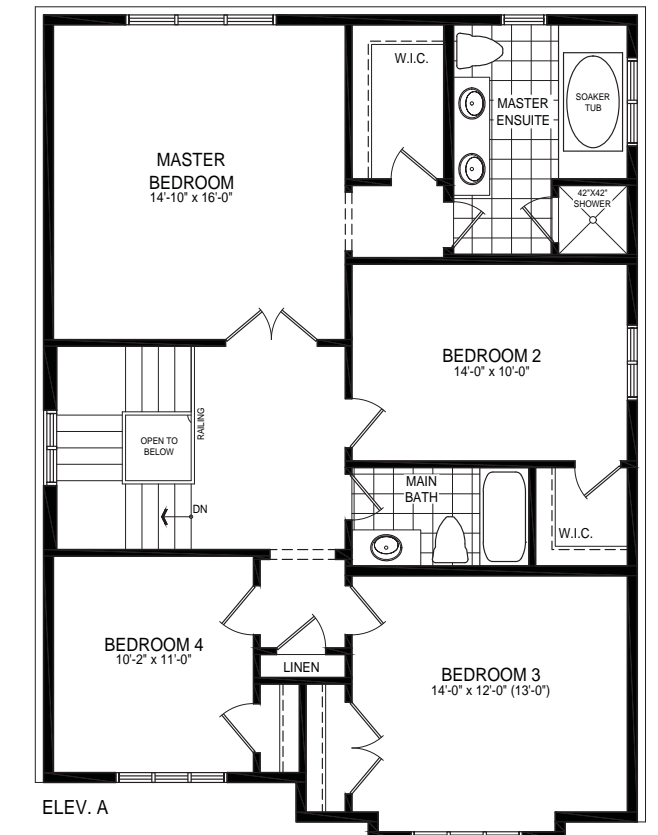 W.I.C.
MASTER
ENSUITE
SOAKER
TUB
MASTER
BEDROOM
14'-10" x 16'-0"
42"X42"
SHOWER
BEDROOM 2
14'-0" x 10'-0"
RAILING
OPEN TO
BELOW
MAIN
BATH
DN
W.I.C.
BEDROOM 4
10'-2" x 11'-0"
LINEN
BEDROOM 3
14'-0" x 12'-0" (13'-0")
ELEV. A